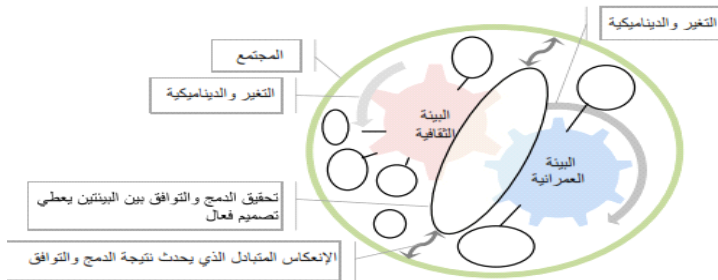 التغير والديناميكية
المجتمع
التغير والديناميكية
البيئة
الثقافية
البيئة
العمرانية
تحقيق الدمج والتوافق بين البيئتين يعطي
تصميم فعال
الإنعكاس المتبادل الذي يحدث نتيجة الدمج والتوافق